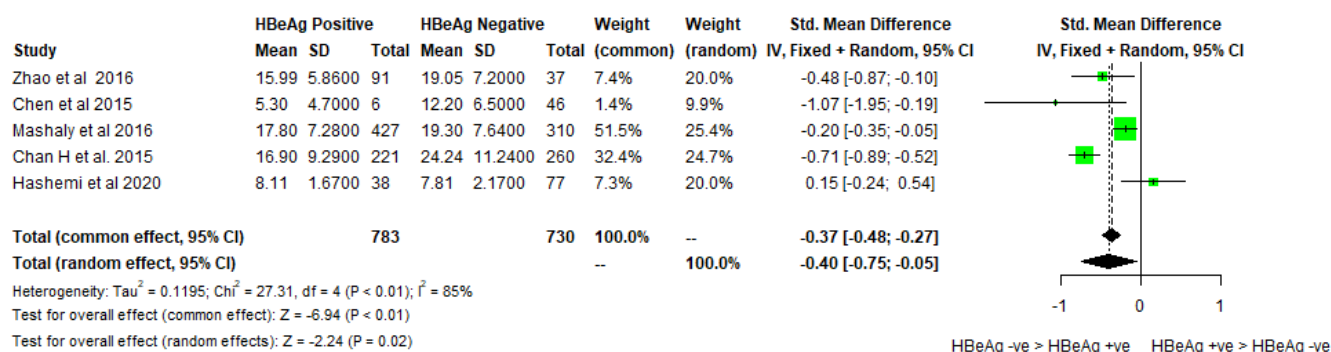 HBeAg Positive HBeAg Negative Weight Weight Std. Mean Difference Std. Mean Difference
Study Mean SD Total Mean SD Total (common) (random) IV, Fixed + Random, 95% CI IV, Fixed + Random, 95% CI
Zhao et al 2016 15.99 5.8600 91 19.05 7.2000 37 7.4% 20.0% -0.48 [-0.87; -0.10]
Chen et al 2015 5.30 4.7000 6 12.20 6.5000 46 1.4% 9.9% -1.07 [-1.95; -0.19]
Mashaly et al 2016 17.80 7.2800 427 19.30 7.6400 310 51.5% 25.4% -0.20 [-0.35; -0.05]
Chan H et al. 2015 16.90 9.2900 221 24.24 11.2400 260 32.4% 24.7% -0.71 [-0.89; -0.52]
Hashemi et al 2020 8.11 1.6700 38 7.81 2.1700 77 7.3% 20.0% 0.15 [-0.24; 0.54]
Total (common effect, 95% CI) 783 730 100.0% -- -0.37 [-0.48; -0.27]
Total (random effect, 95% CI) -- 100.0% -0.40 [-0.75; -0.05]
Heterogeneity: Tau² = 0.1195; Chi² = 27.31, df = 4 (P < 0.01); I² = 85%
Test for overall effect (common effect): Z = -6.94 (P < 0.01)
Test for overall effect (random effects): Z = -2.24 (P = 0.02)
-1 0 1
HBeAg -ve > HBeAg +ve HBeAg +ve > HBeAg -ve